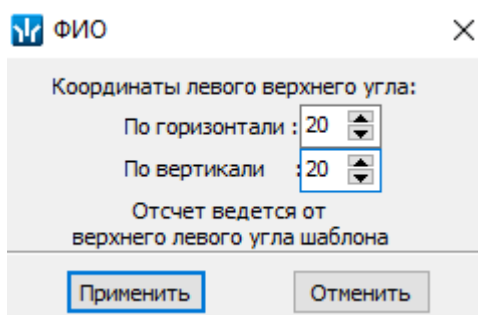 ФИО
Координаты левого верхнего угла:
По горизонтали : 20
По вертикали : 20
Отсчет ведется от
верхнего левого угла шаблона
Применить Отменить